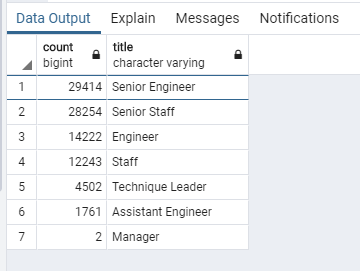 Data Output Explain Messages Notifications
count title
bigint character varying
1 29414 Senior Engineer
2 28254 Senior Staff
3 14222 Engineer
4 12243 Staff
5 4502 Technique Leader
6 1761 Assistant Engineer
7 2 Manager